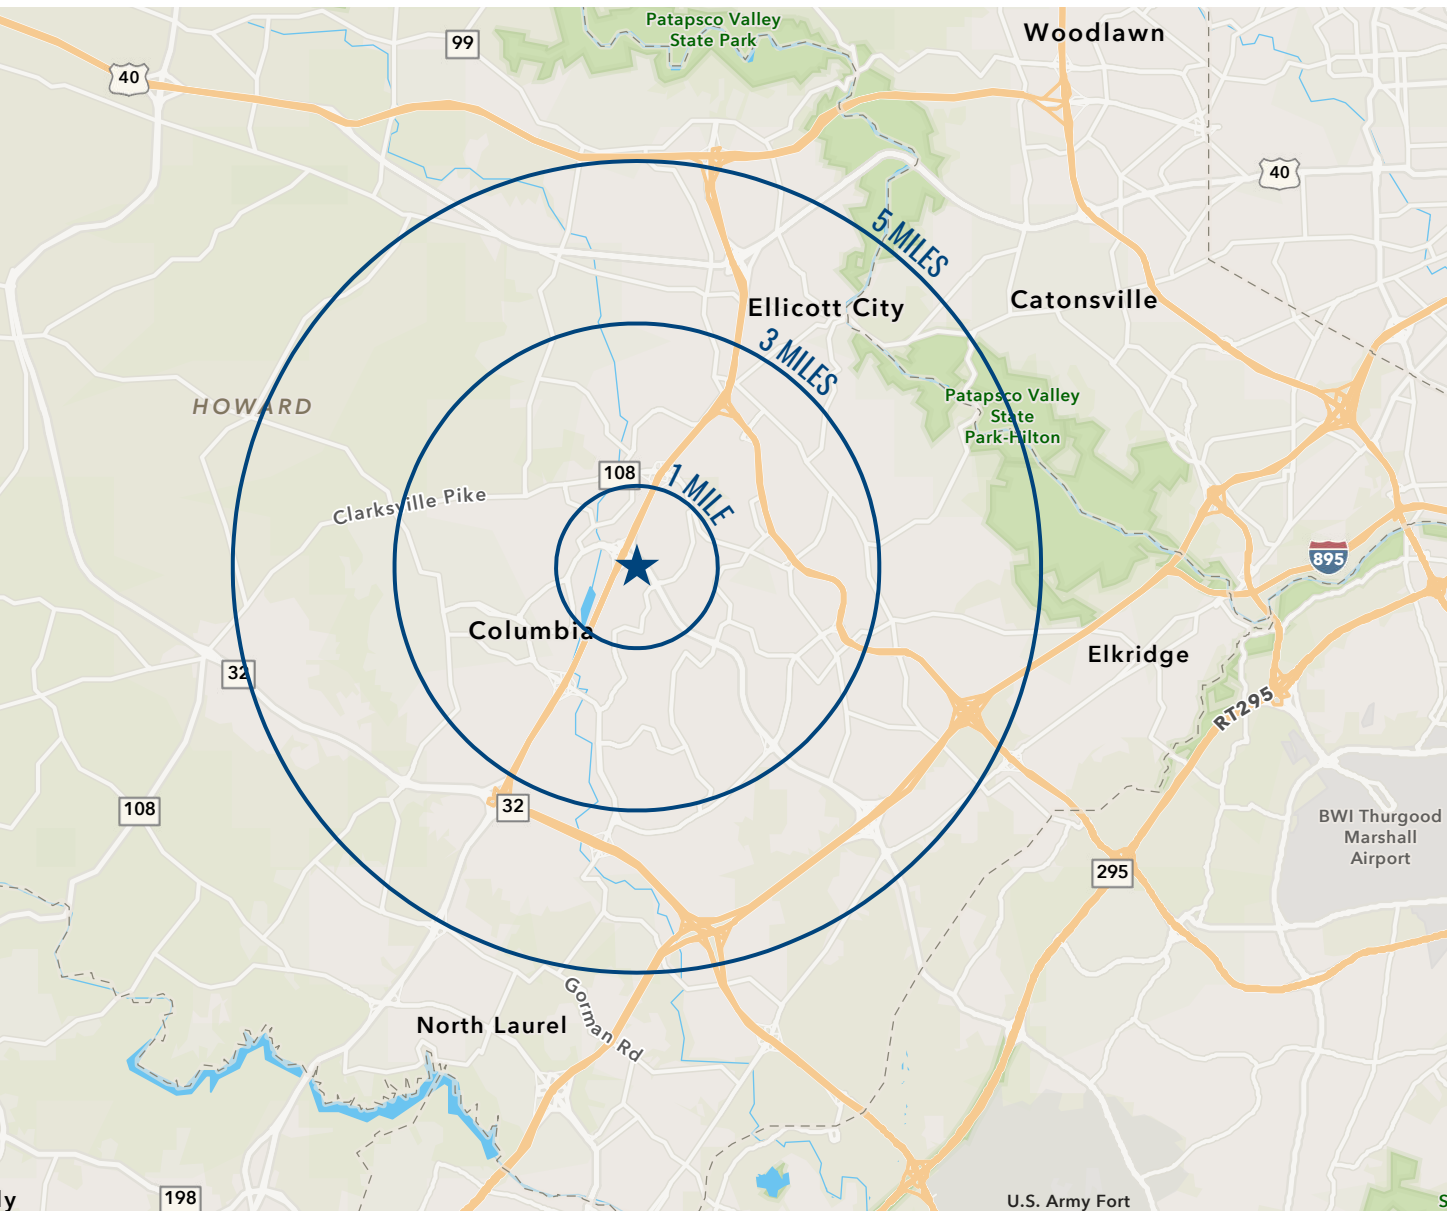 Patapsco Valley
State Park
Woodlawn
99
40
40
5 MILES
Ellicott City
Catonsville
3 MILES
HOWARD
Patapsco Valley
State
Park-Hilton
108
1 MILE
Clarksville Pike
895
Columbia
Elkridge
32
RT295
32
108
BWI Thurgood
Marshall
Airport
295
Gorman Rd
North Laurel
ly
198
U.S. Army Fort
S